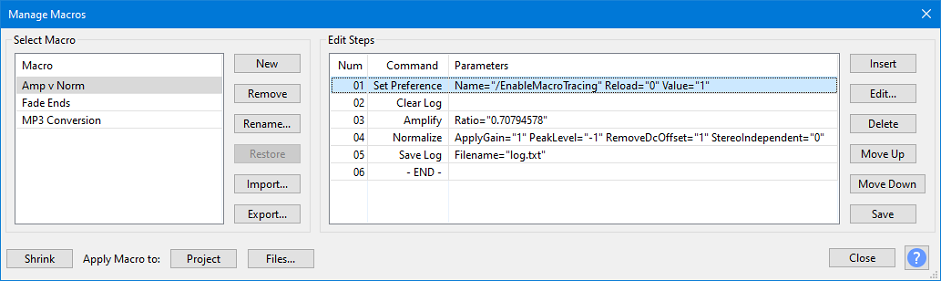 Manage Macros
Select Macro
Macro
Amp v Norm
Fade Ends
MP3 Conversion
New
Remove
Rename...
Restore
Import...
Export...
Edit Steps
Num Command Parameters
01 Set Preference Name="/EnableMacroTracing" Reload="0" Value="1"
02 Clear Log
03 Amplify Ratio="0.70794578"
04 Normalize ApplyGain="1" PeakLevel="-1" RemoveDcOffset="1" StereoIndependent="0"
05 Save Log Filename="log.txt"
06 - END -
Insert
Edit...
Delete
Move Up
Move Down
Save
Shrink Apply Macro to: Project Files... Close ?